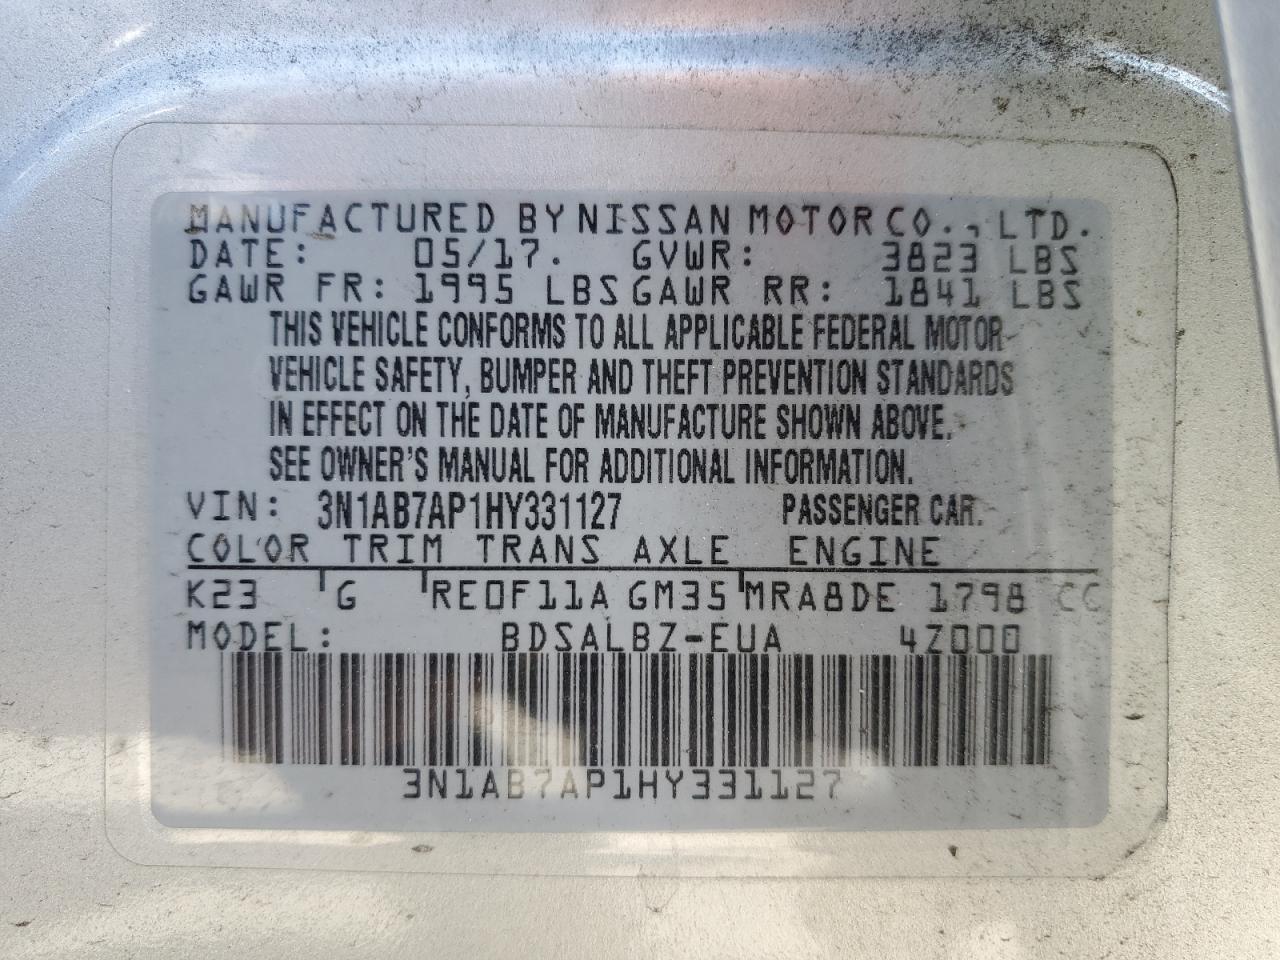 MANUFACTURED BY NISSAN MOTOR CO., LTD.
DATE: 05/17. GVWR: 3823 LBS
GAWR FR: 1995 LBS GAWR RR: 1841 LBS
THIS VEHICLE CONFORMS TO ALL APPLICABLE FEDERAL MOTOR
VEHICLE SAFETY, BUMPER AND THEFT PREVENTION STANDARDS
IN EFFECT ON THE DATE OF MANUFACTURE SHOWN ABOVE.
SEE OWNER'S MANUAL FOR ADDITIONAL INFORMATION.
VIN: 3N1AB7AP1HY331127 PASSENGER CAR.
COLOR TRIM TRANS AXLE ENGINE
K23 G RE0F11A GM35 MRA8DE 1798 CC
MODEL: BDSALBZ-EUA 4Z000
3N1AB7AP1HY331127